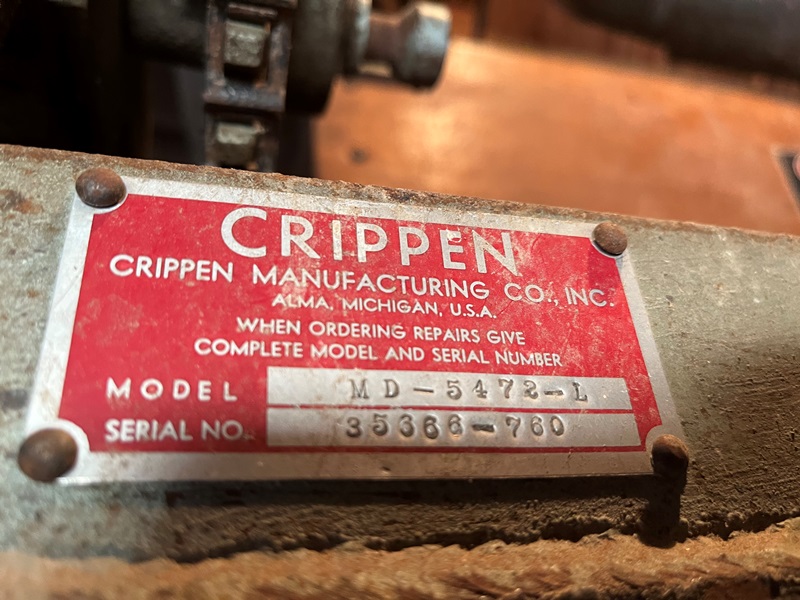 CRIPPEN
CRIPPEN MANUFACTURING CO., INC.
ALMA, MICHIGAN, U.S.A.
WHEN ORDERING REPAIRS GIVE
COMPLETE MODEL AND SERIAL NUMBER
MODEL MD-5472-L
SERIAL NO. 35366-760